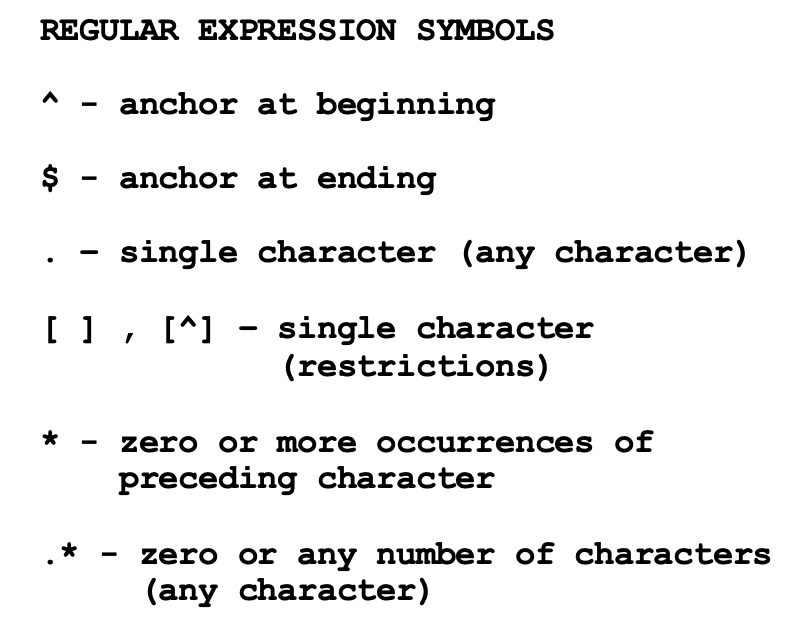 REGULAR EXPRESSION SYMBOLS
^ - anchor at beginning
$ - anchor at ending
. – single character (any character)
[ ] , [^] – single character
(restrictions)
* - zero or more occurrences of
preceding character
.* - zero or any number of characters
(any character)